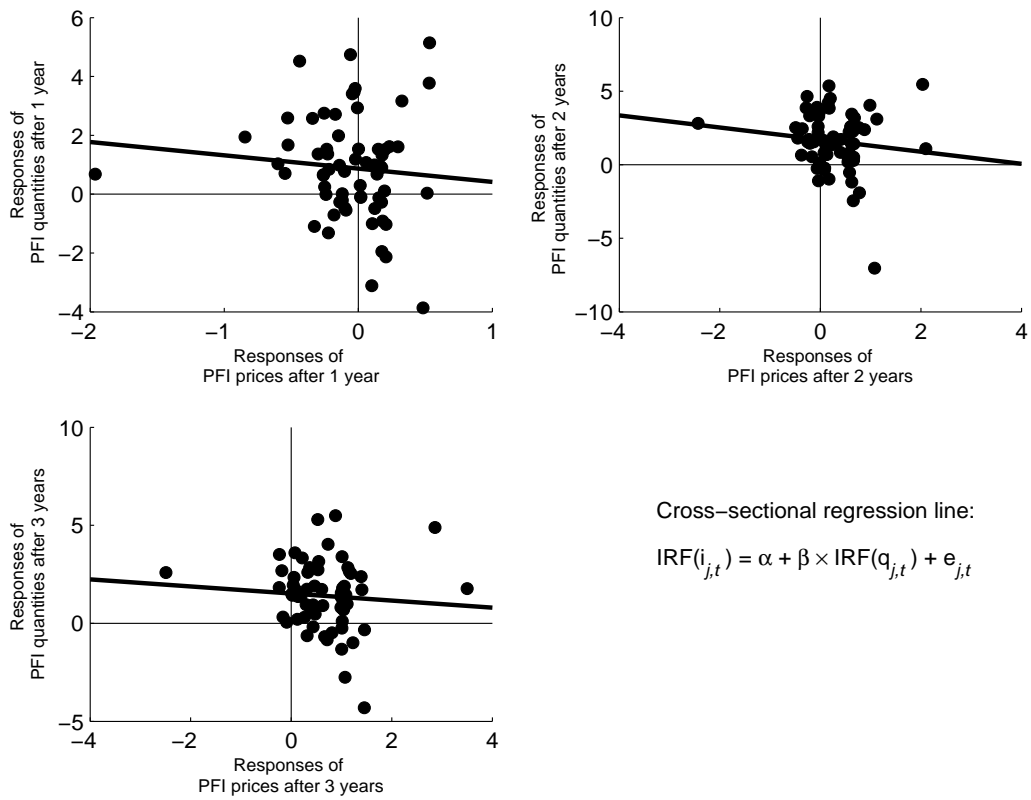 6
4
2
0
−2
−4
−2
−1
0
1
Responses of
PFI quantities after 1 year
Responses of
PFI prices after 1 year
10
5
0
−5
−10
−4
−2
0
2
4
Responses of
PFI quantities after 2 years
Responses of
PFI prices after 2 years
10
5
0
−5
−4
−2
0
2
4
Responses of
PFI quantities after 3 years
Responses of
PFI prices after 3 years
Cross−sectional regression line:
IRF(i_{j,t}) = α + β × IRF(q_{j,t}) + e_{j,t}